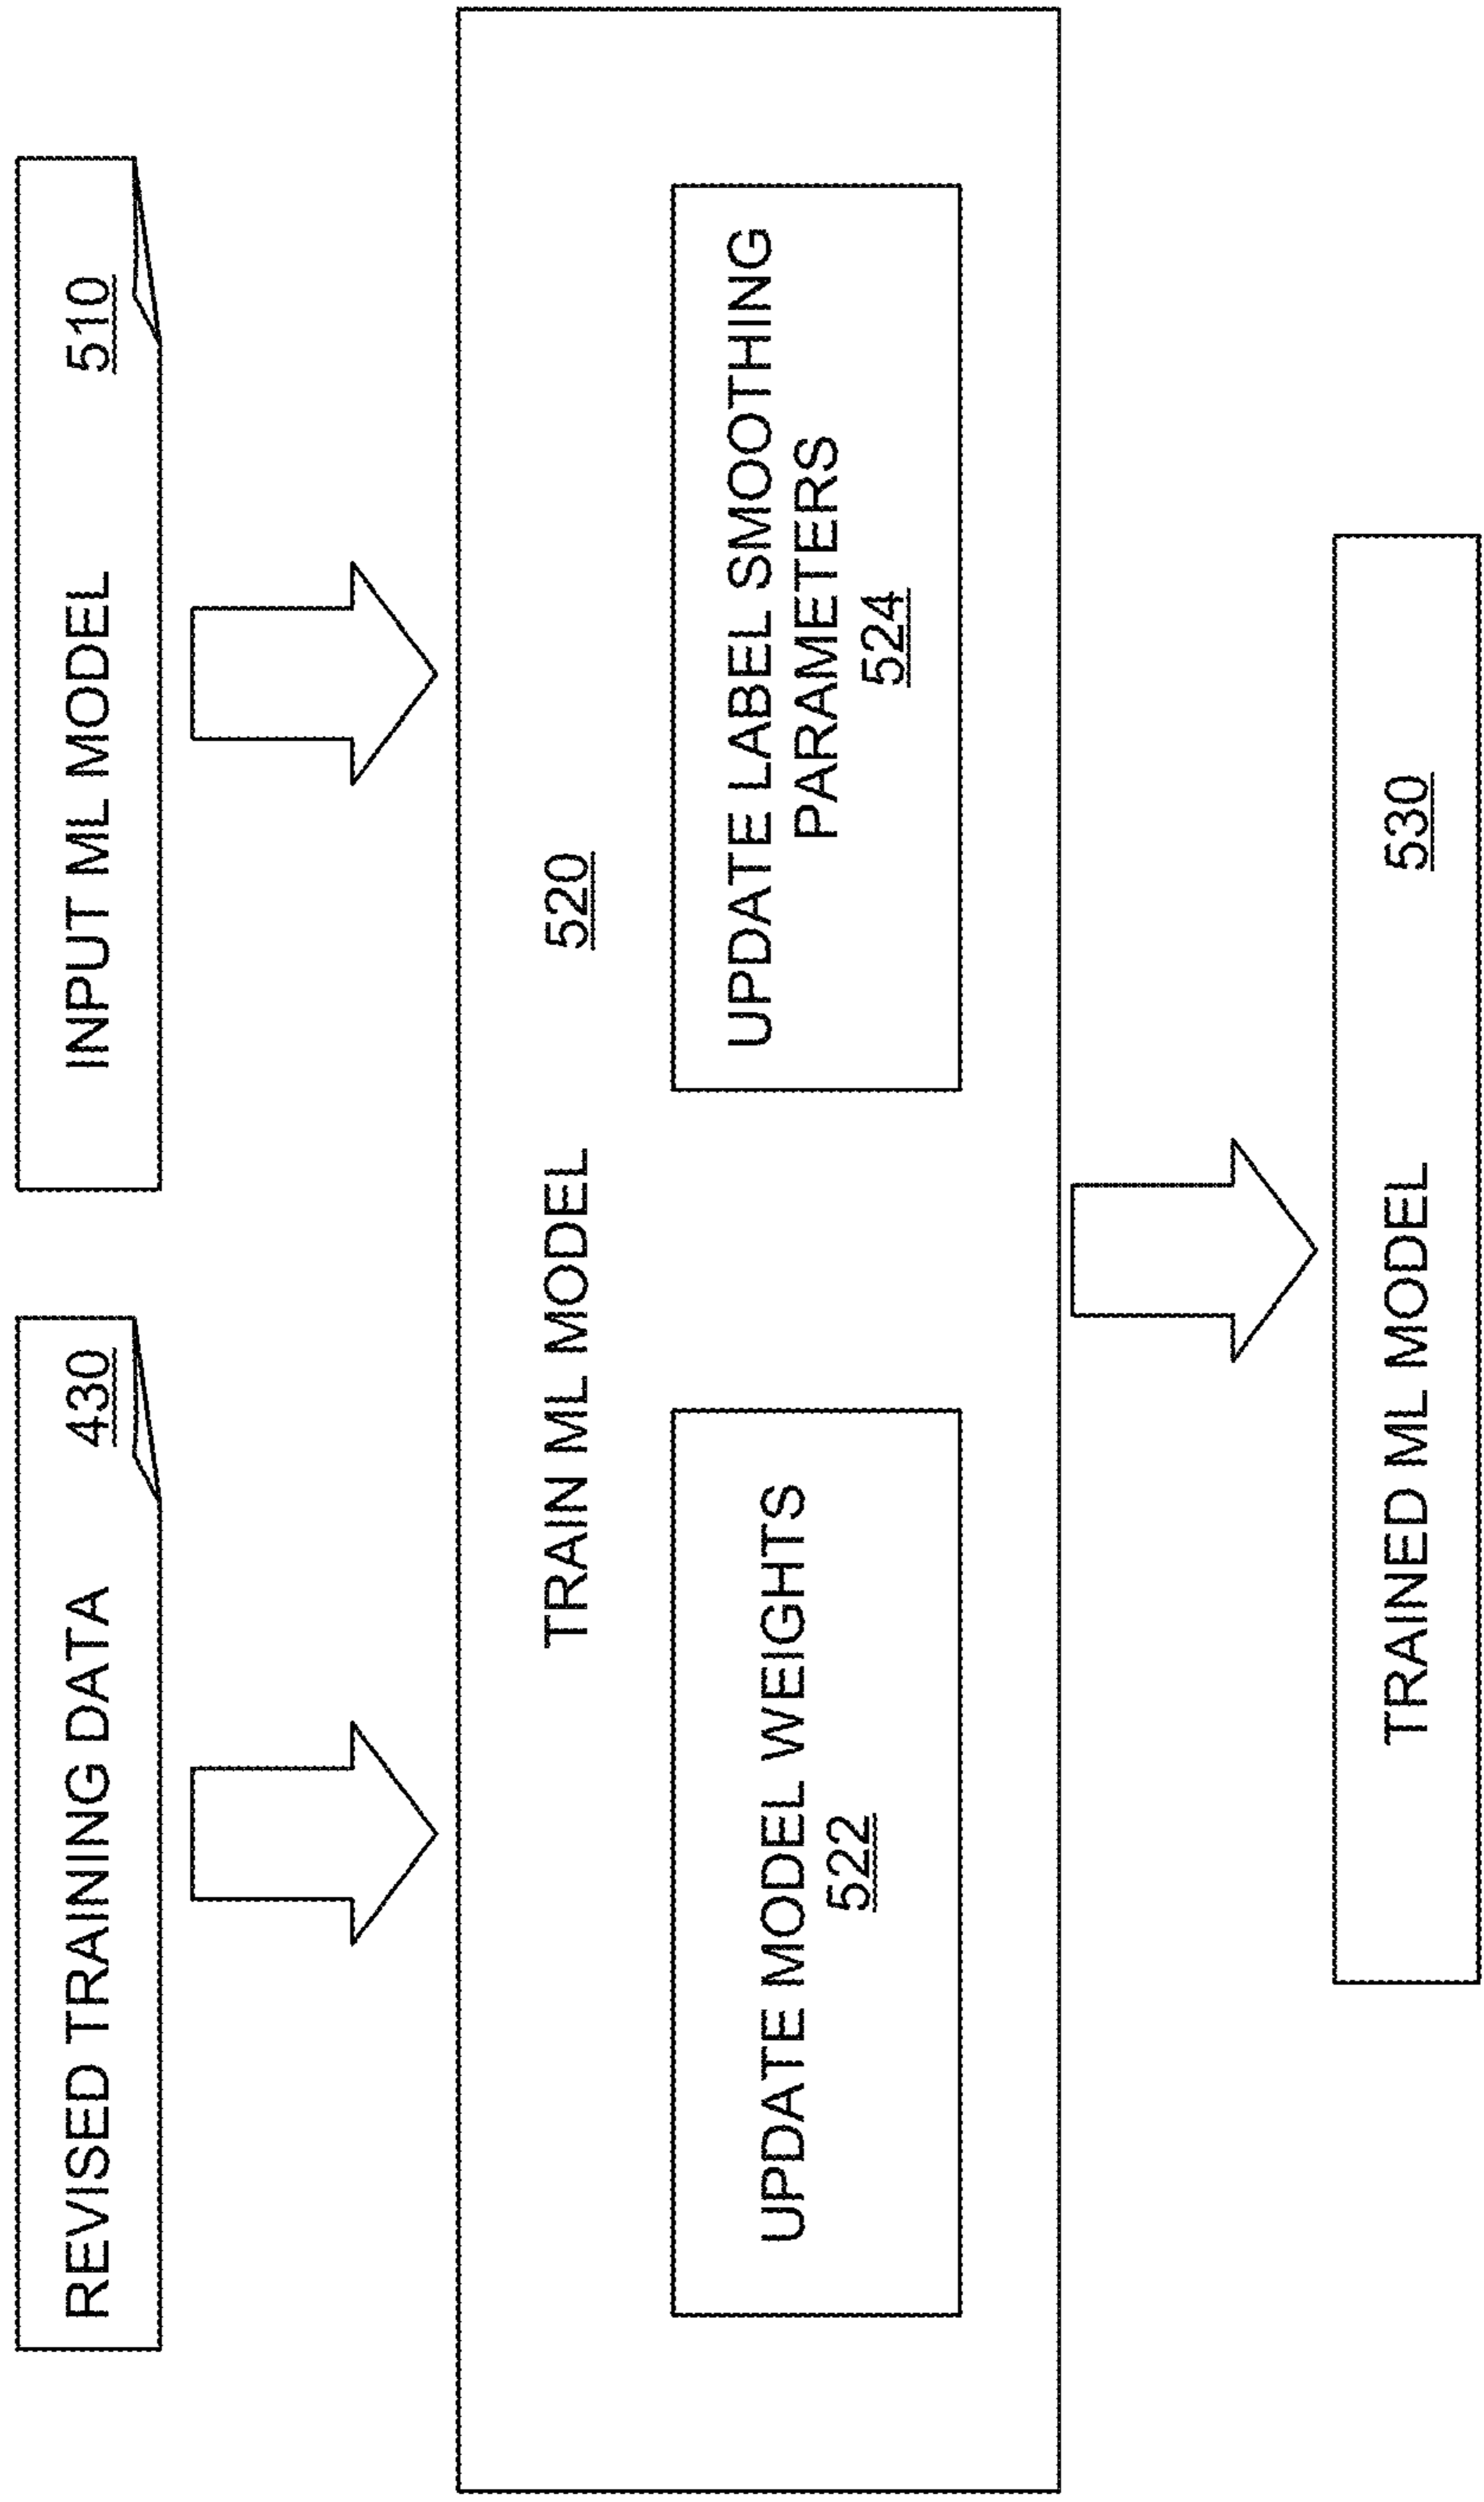 REVISED TRAINING DATA 430
INPUT ML MODEL 510
TRAIN ML MODEL 520
UPDATE MODEL WEIGHTS
522
UPDATE LABEL SMOOTHING
PARAMETERS
524
TRAINED ML MODEL 530